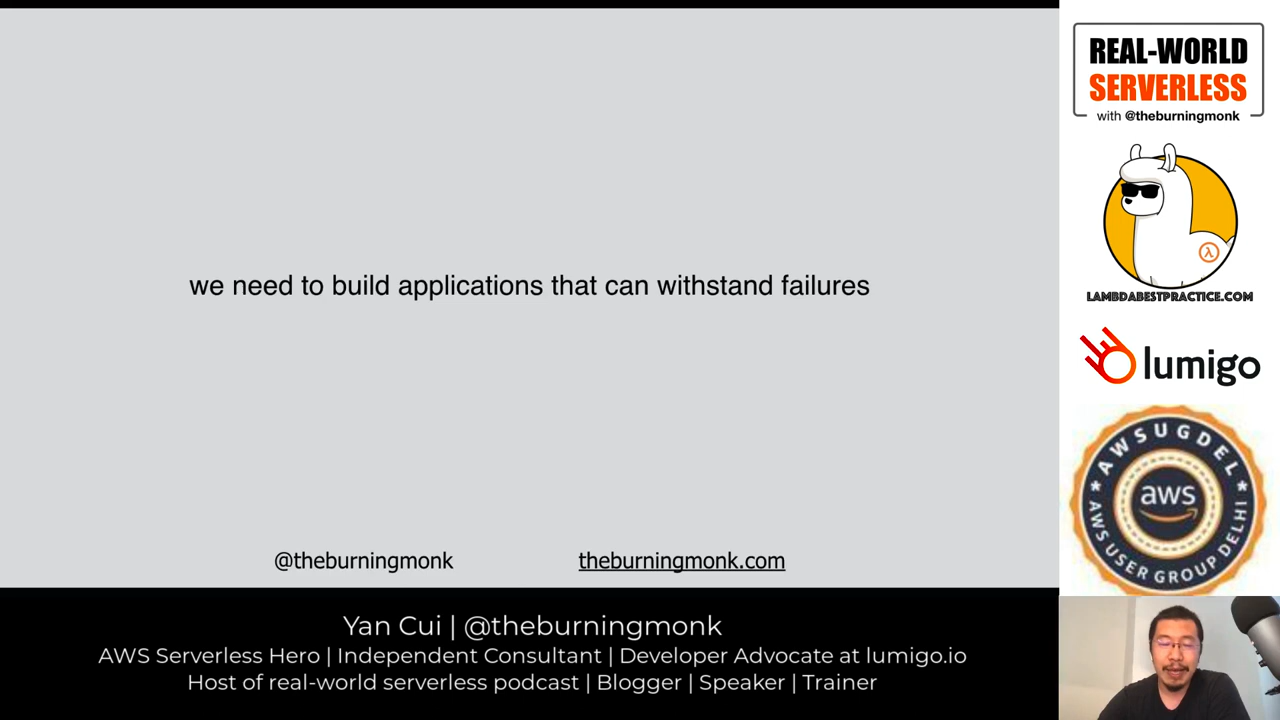 we need to build applications that can withstand failures
@theburningmonk
theburningmonk.com
Yan Cui | @theburningmonk
AWS Serverless Hero | Independent Consultant | Developer Advocate at lumigo.io
Host of real-world serverless podcast | Blogger | Speaker | Trainer
REAL-WORLD
SERVERLESS
with @theburningmonk
λ
LAMBDABESTPRACTICE.COM
lumigo
* AWSUGDEL *
aws
AWS USER GROUP DELHI